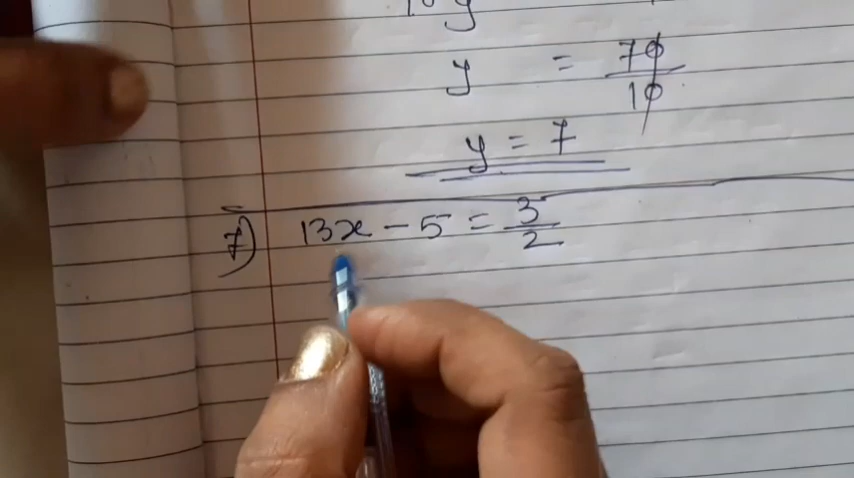 y = 70/10
y = 7
7) 13x - 5 = 3/2